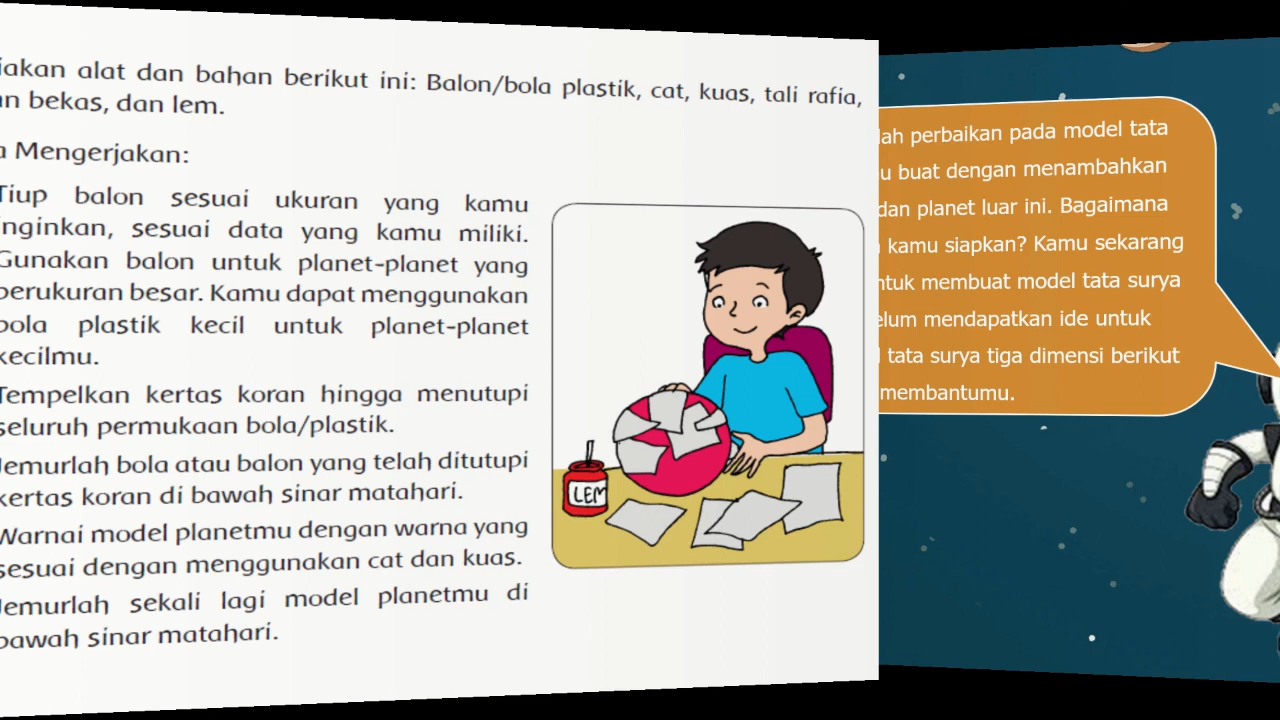 alat dan bahan berikut ini: Balon/bola plastik, cat, kuas, tali rafia,
bekas, dan lem.
Mengerjakan:
Tiup balon sesuai ukuran yang kamu
inginkan, sesuai data yang kamu miliki.
Gunakan balon untuk planet-planet yang
berukuran besar. Kamu dapat menggunakan
bola plastik kecil untuk planet-planet
kecilmu.
Tempelkan kertas koran hingga menutupi
seluruh permukaan bola/plastik.
Jemurlah bola atau balon yang telah ditutupi
kertas koran di bawah sinar matahari.
Warnai model planetmu dengan warna yang
sesuai dengan menggunakan cat dan kuas.
Jemurlah sekali lagi model planetmu di
bawah sinar matahari.
LEM
perbaikan pada model tata
buat dengan menambahkan
dan planet luar ini. Bagaimana
kamu siapkan? Kamu sekarang
membuat model tata surya
mendapatkan ide untuk
tata surya tiga dimensi berikut
membantumu.